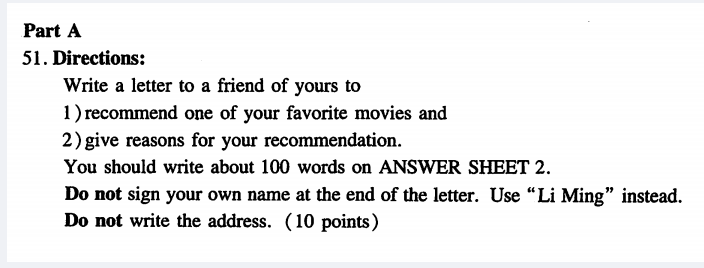 Part A
51. Directions:
Write a letter to a friend of yours to
1) recommend one of your favorite movies and
2) give reasons for your recommendation.
You should write about 100 words on ANSWER SHEET 2.
Do not sign your own name at the end of the letter. Use “Li Ming” instead.
Do not write the address. (10 points)